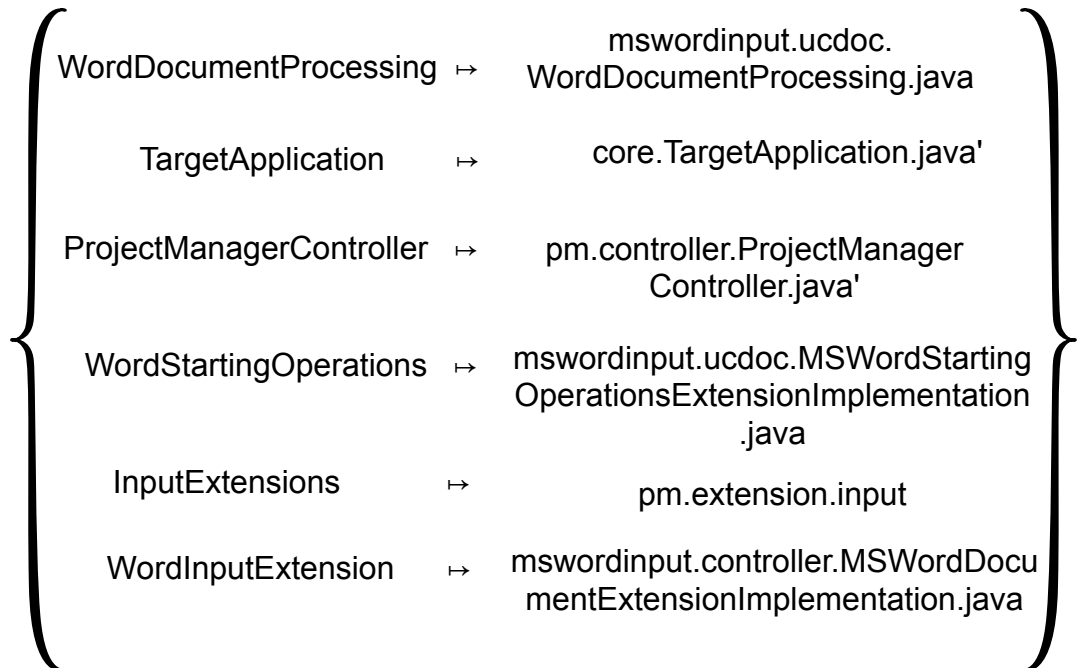 WordDocumentProcessing ↦ mswordinput.ucdoc.
WordDocumentProcessing.java
TargetApplication ↦ core.TargetApplication.java'
ProjectManagerController ↦ pm.controller.ProjectManager
Controller.java'
WordStartingOperations ↦ mswordinput.ucdoc.MSWordStarting
OperationsExtensionImplementation
.java
InputExtensions ↦ pm.extension.input
WordInputExtension ↦ mswordinput.controller.MSWordDocu
mentExtensionImplementation.java